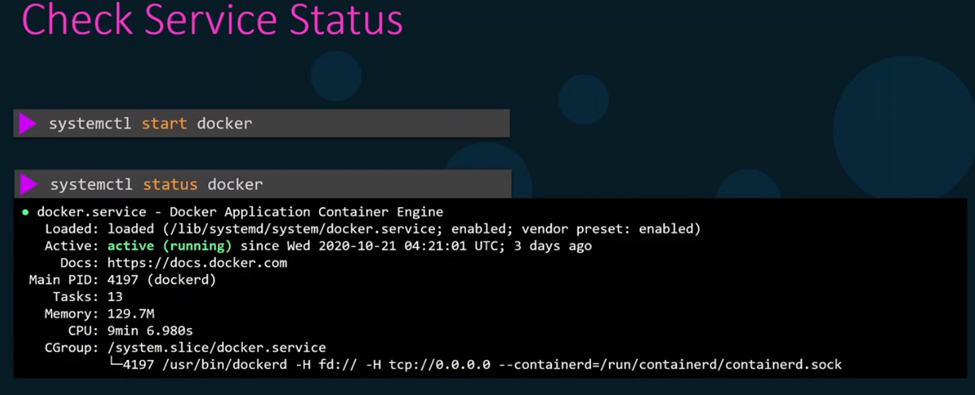 Check Service Status
systemctl start docker
systemctl status docker
● docker.service - Docker Application Container Engine
Loaded: loaded (/lib/systemd/system/docker.service; enabled; vendor preset: enabled)
Active: active (running) since Wed 2020-10-21 04:21:01 UTC; 3 days ago
Docs: https://docs.docker.com
Main PID: 4197 (dockerd)
Tasks: 13
Memory: 129.7M
CPU: 9min 6.980s
CGroup: /system.slice/docker.service
└─4197 /usr/bin/dockerd -H fd:// -H tcp://0.0.0.0 --containerd=/run/containerd/containerd.sock